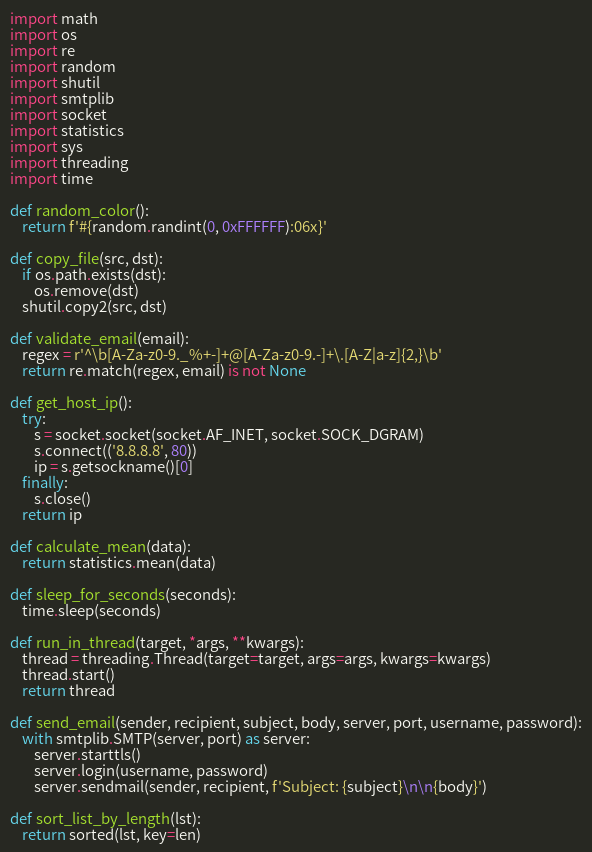 import math
import os
import re
import random
import shutil
import smtplib
import socket
import statistics
import sys
import threading
import time

def random_color():
    return f'#{random.randint(0, 0xFFFFFF):06x}'

def copy_file(src, dst):
    if os.path.exists(dst):
        os.remove(dst)
    shutil.copy2(src, dst)

def validate_email(email):
    regex = r'^\b[A-Za-z0-9._%+-]+@[A-Za-z0-9.-]+\.[A-Z|a-z]{2,}\b'
    return re.match(regex, email) is not None

def get_host_ip():
    try:
        s = socket.socket(socket.AF_INET, socket.SOCK_DGRAM)
        s.connect(('8.8.8.8', 80))
        ip = s.getsockname()[0]
    finally:
        s.close()
    return ip

def calculate_mean(data):
    return statistics.mean(data)

def sleep_for_seconds(seconds):
    time.sleep(seconds)

def run_in_thread(target, *args, **kwargs):
    thread = threading.Thread(target=target, args=args, kwargs=kwargs)
    thread.start()
    return thread

def send_email(sender, recipient, subject, body, server, port, username, password):
    with smtplib.SMTP(server, port) as server:
        server.starttls()
        server.login(username, password)
        server.sendmail(sender, recipient, f'Subject: {subject}\n\n{body}')

def sort_list_by_length(lst):
    return sorted(lst, key=len)